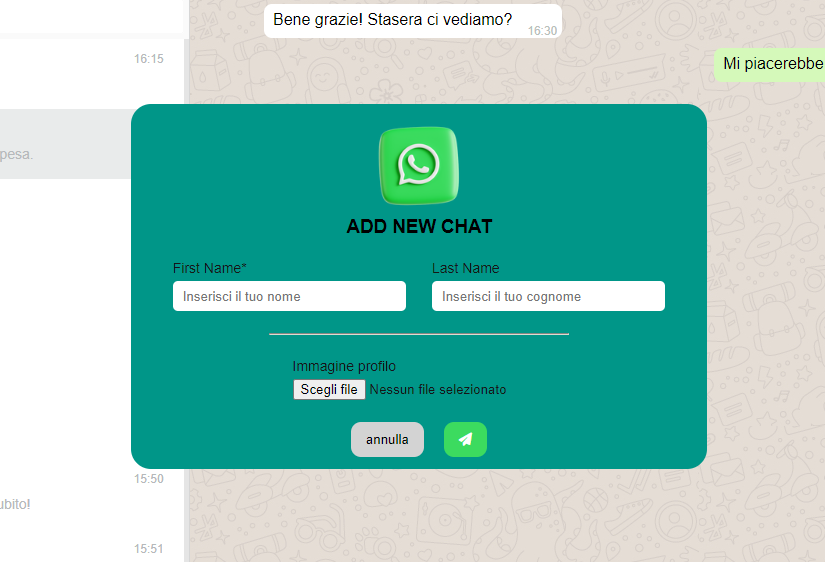 Bene grazie! Stasera ci vediamo?
16:30
16:15
Mi piacerebbe
pesa.
ADD NEW CHAT
First Name*
Last Name
Inserisci il tuo nome
Inserisci il tuo cognome
Immagine profilo
Scegli file Nessun file selezionato
annulla
15:50
ubito!
15:51